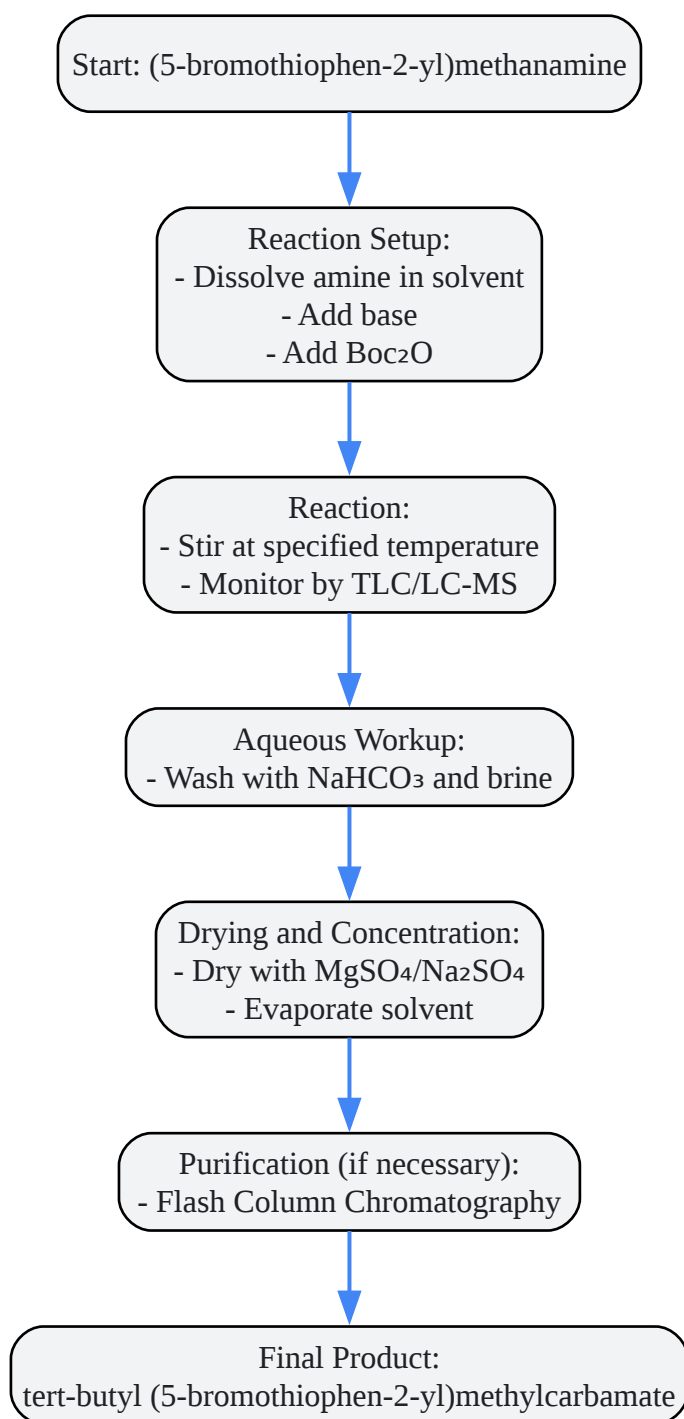 Start: (5-bromothiophen-2-yl)methanamine
Reaction Setup:
- Dissolve amine in solvent
- Add base
- Add Boc₂O
Reaction:
- Stir at specified temperature
- Monitor by TLC/LC-MS
Aqueous Workup:
- Wash with NaHCO₃ and brine
Drying and Concentration:
- Dry with MgSO₄/Na₂SO₄
- Evaporate solvent
Purification (if necessary):
- Flash Column Chromatography
Final Product:
tert-butyl (5-bromothiophen-2-yl)methylcarbamate